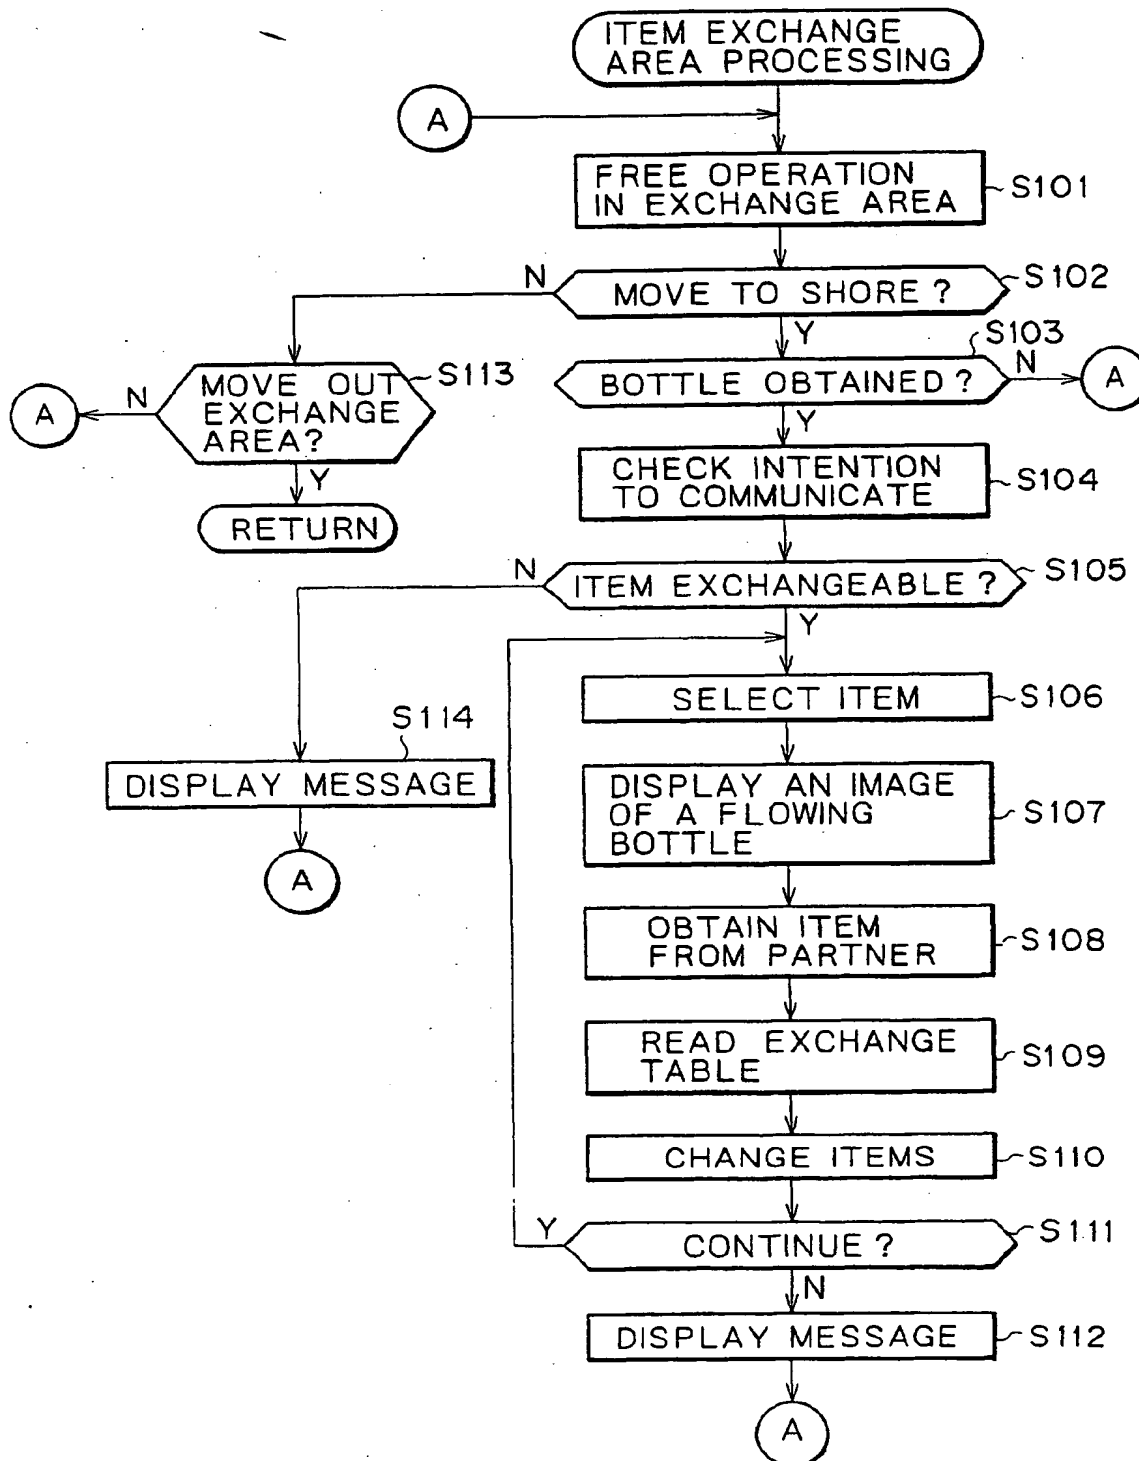 ITEM EXCHANGE
AREA PROCESSING
A
FREE OPERATION
IN EXCHANGE AREA
S101
N
MOVE TO SHORE?
S102
Y
S103
BOTTLE OBTAINED?
N
A
MOVE OUT
EXCHANGE
AREA?
S113
N
A
Y
RETURN
Y
CHECK INTENTION
TO COMMUNICATE
S104
N
ITEM EXCHANGEABLE?
S105
Y
SELECT ITEM
S106
S114
DISPLAY MESSAGE
A
DISPLAY AN IMAGE
OF A FLOWING
BOTTLE
S107
OBTAIN ITEM
FROM PARTNER
S108
READ EXCHANGE
TABLE
S109
CHANGE ITEMS
S110
Y
CONTINUE?
S111
N
DISPLAY MESSAGE
S112
A